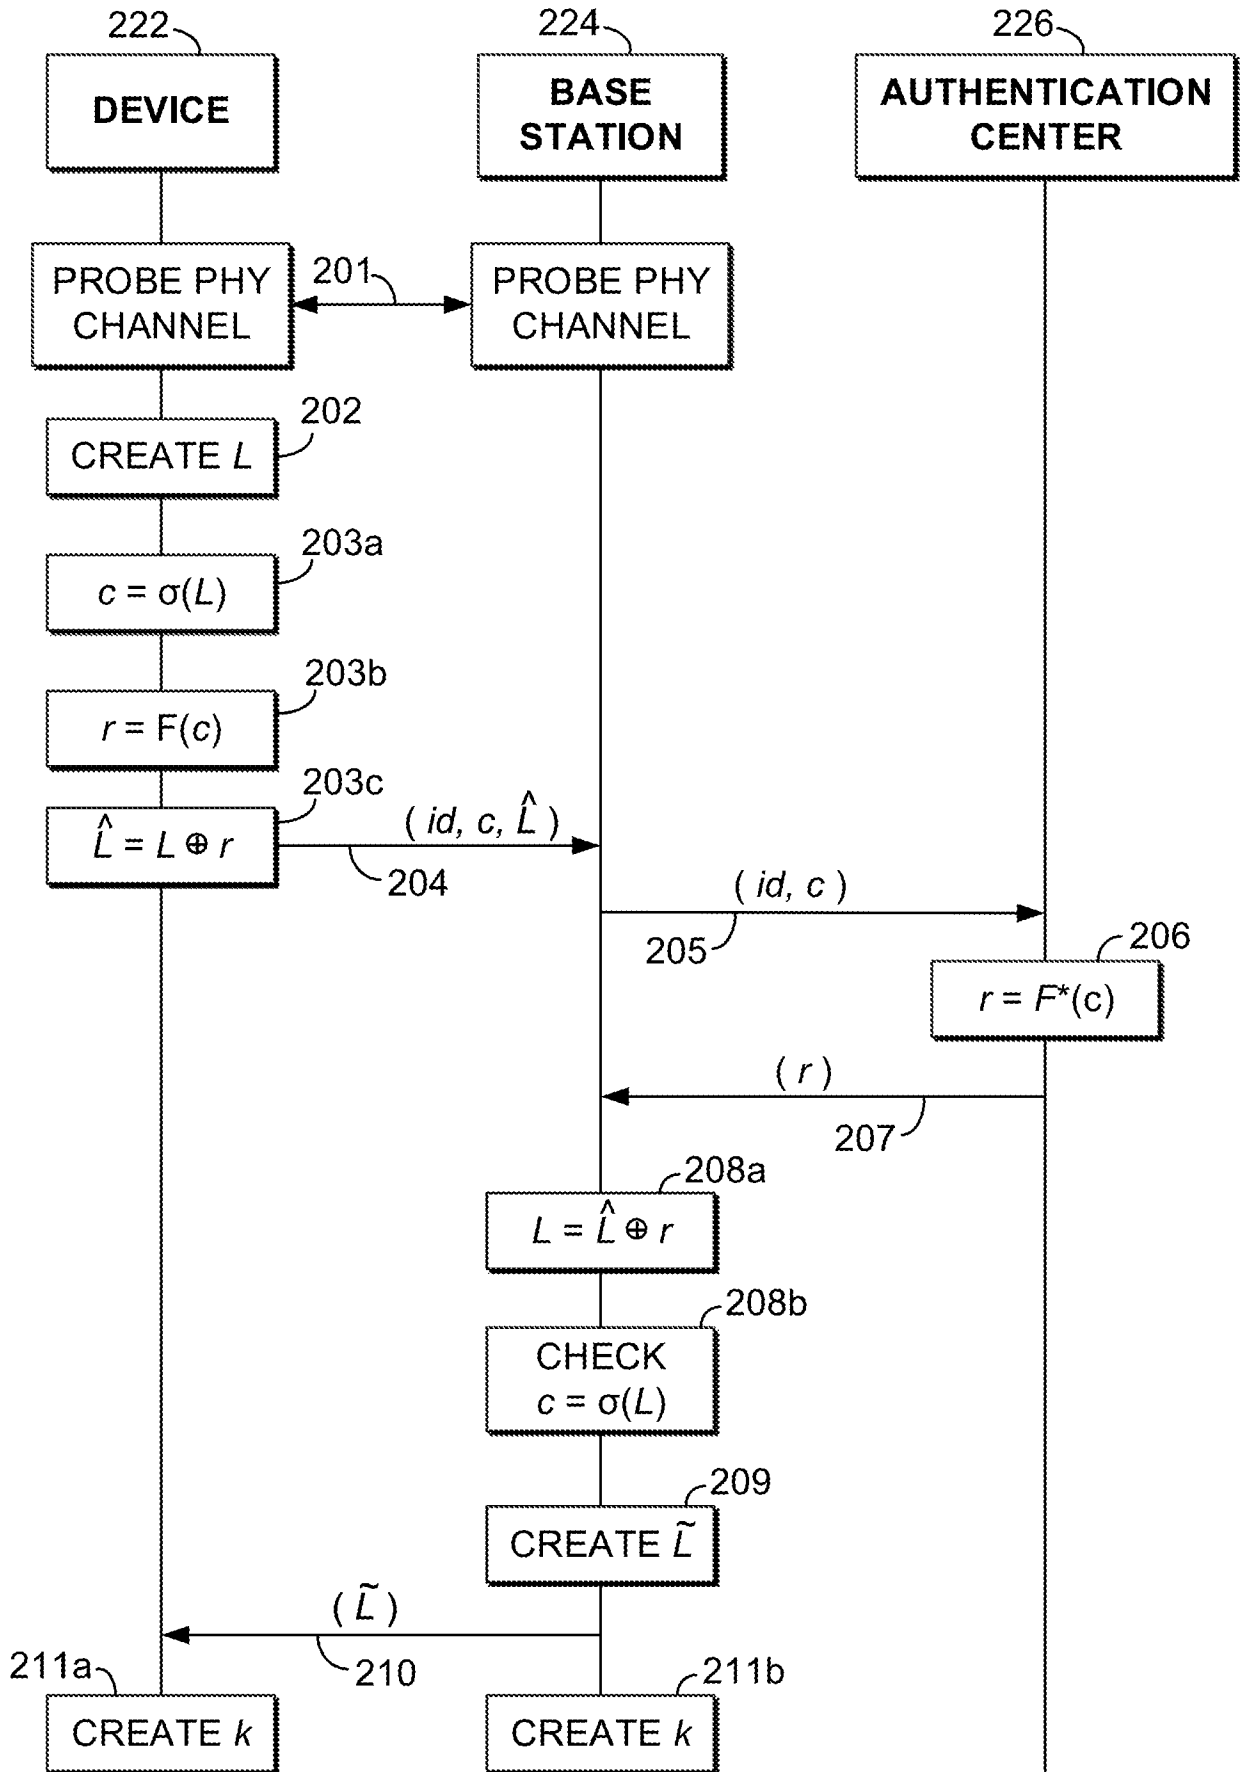 222
224
226
DEVICE
BASE
STATION
AUTHENTICATION
CENTER
PROBE PHY
CHANNEL
201
PROBE PHY
CHANNEL
202
CREATE L
203a
c = σ(L)
203b
r = F(c)
203c
L̂ = L ⊕ r
( id, c, L̂ )
204
( id, c )
205
206
r = F*(c)
( r )
207
208a
L = L̂ ⊕ r
208b
CHECK
c = σ(L)
209
CREATE L̃
( L̃ )
210
211a
211b
CREATE k
CREATE k